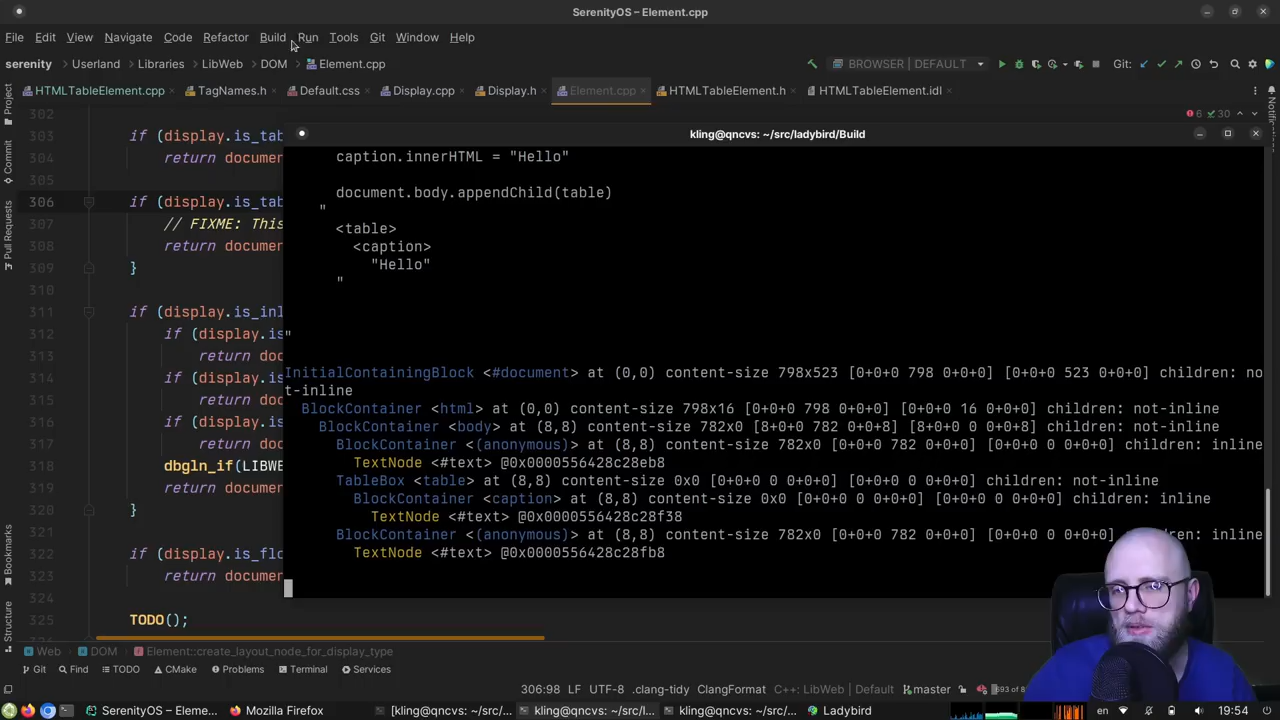 SerenityOS – Element.cpp
File Edit View Navigate Code Refactor Build Run Tools Git Window Help
serenity Userland Libraries LibWeb DOM Element.cpp BROWSER | DEFAULT Git:
HTMLTableElement.cpp TagNames.h Default.css Display.cpp Display.h Element.cpp HTMLTableElement.h HTMLTableElement.idl
Project
Commit
Pull Requests
Bookmarks
Structure
302
6 30
303 if (display.is_tab
304 return documen
305
306 if (display.is_tab
307 // FIXME: This
308 return documen
309 }
310
311 if (display.is_inl
312 if (display.is
313 return doc
314 if (display.is
315 return doc
316 if (display.is
317 return doc
318 dbgln_if(LIBWE
319 return documen
320 }
321
322 if (display.is_flo
323 return documen
324
325 TODO();
kling@qncvs: ~/src/ladybird/Build
caption.innerHTML = "Hello"
document.body.appendChild(table)
"
<table>
<caption>
"Hello"
"
"
InitialContainingBlock <#document> at (0,0) content-size 798x523 [0+0+0 798 0+0+0] [0+0+0 523 0+0+0] children: no
t-inline
BlockContainer <html> at (0,0) content-size 798x16 [0+0+0 798 0+0+0] [0+0+0 16 0+0+0] children: not-inline
BlockContainer <body> at (8,8) content-size 782x0 [8+0+0 782 0+0+8] [8+0+0 0 0+0+8] children: not-inline
BlockContainer <(anonymous)> at (8,8) content-size 782x0 [0+0+0 782 0+0+0] [0+0+0 0 0+0+0] children: inline
TextNode <#text> @0x0000556428c28eb8
TableBox <table> at (8,8) content-size 0x0 [0+0+0 0 0+0+0] [0+0+0 0 0+0+0] children: not-inline
BlockContainer <caption> at (8,8) content-size 0x0 [0+0+0 0 0+0+0] [0+0+0 0 0+0+0] children: inline
TextNode <#text> @0x0000556428c28f38
BlockContainer <(anonymous)> at (8,8) content-size 782x0 [0+0+0 782 0+0+0] [0+0+0 0 0+0+0] children: inline
TextNode <#text> @0x0000556428c28fb8
Web DOM Element::create_layout_node_for_display_type
Git Find TODO CMake Problems Terminal Services
306:98 LF UTF-8 .clang-tidy ClangFormat C++: LibWeb | Default master
SerenityOS – Eleme... Mozilla Firefox [kling@qncvs: ~/sr... kling@qncvs: ~/src/l... kling@qncvs: ~/src/... Ladybird en 19:54